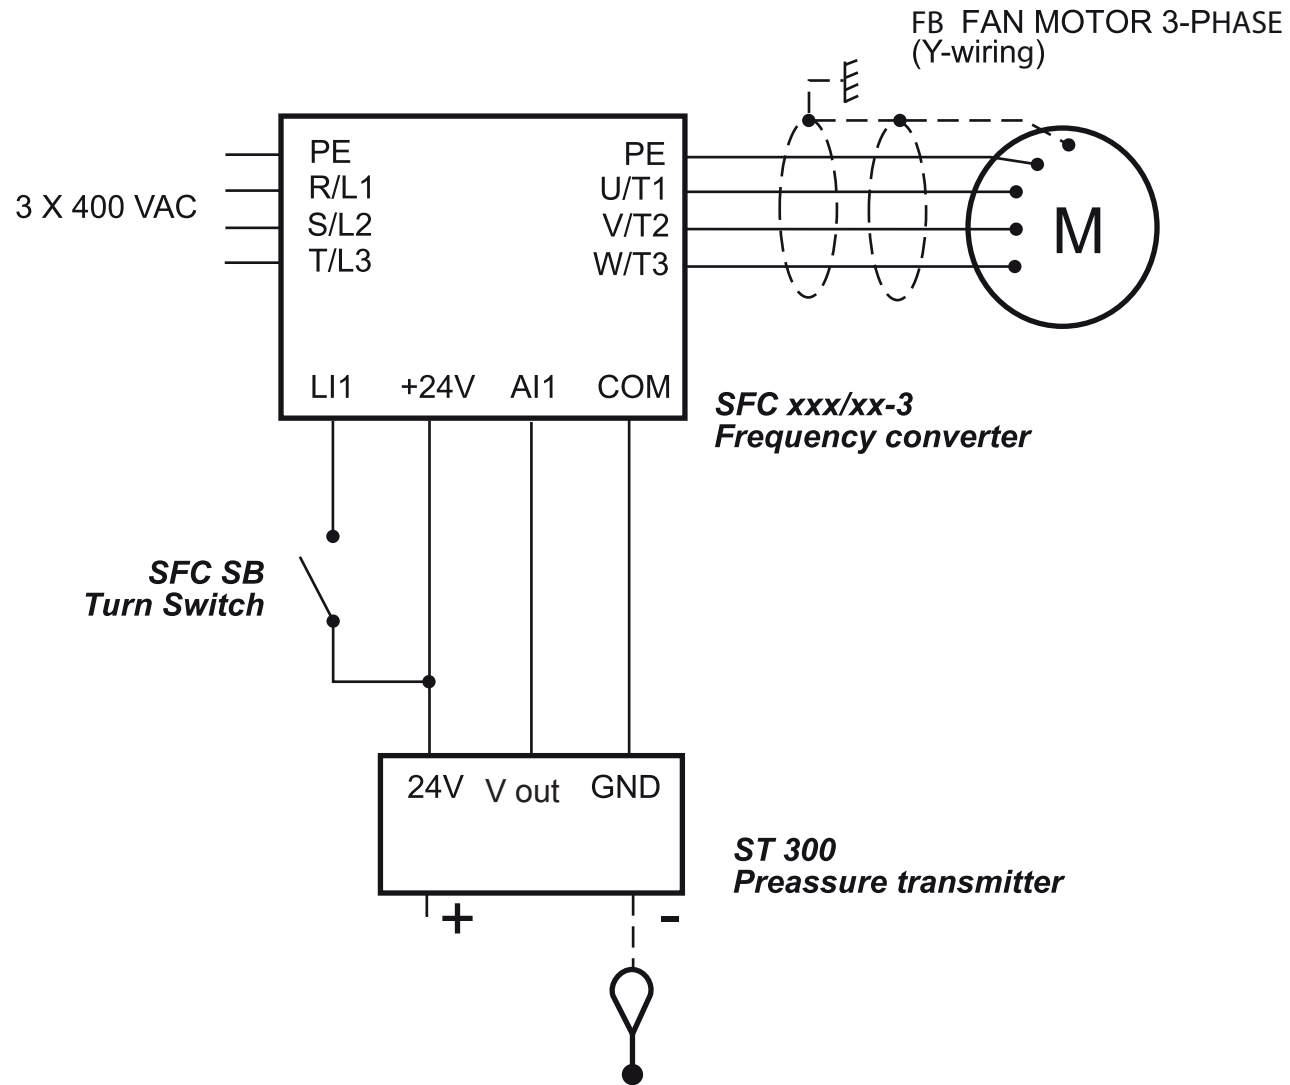 FB FAN MOTOR 3-PHASE
(Y-wiring)
PE
PE
R/L1
U/T1
3 X 400 VAC
S/L2
V/T2
M
T/L3
W/T3
LI1 +24V AI1 COM
SFC xxx/xx-3
Frequency converter
SFC SB
Turn Switch
24V V out GND
ST 300
Preassure transmitter
+ -